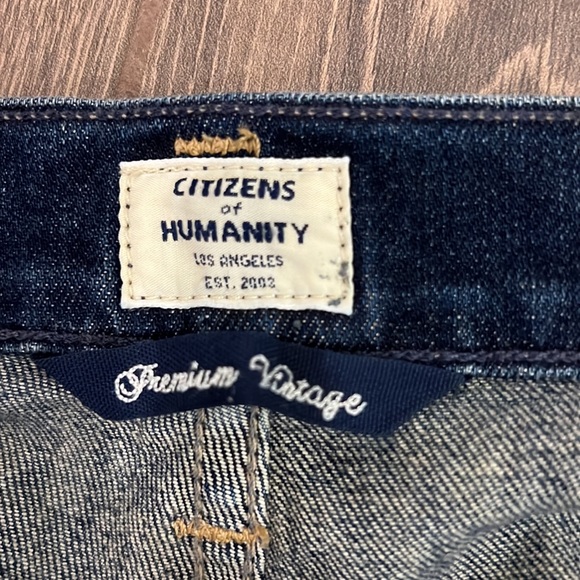 CITIZENS
of
HUMANITY
LOS ANGELES
EST. 2003
Premium Vintage